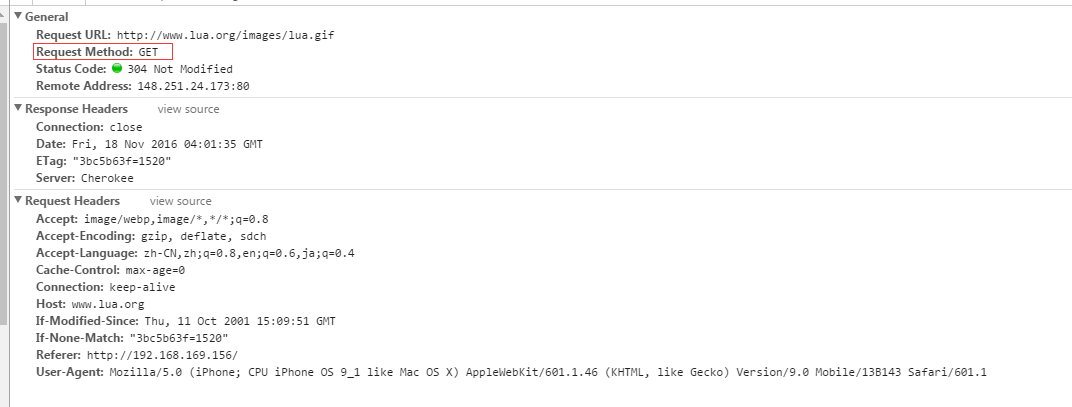 General
Request URL: http://www.lua.org/images/lua.gif
Request Method: GET
Status Code: 304 Not Modified
Remote Address: 148.251.24.173:80
Response Headers view source
Connection: close
Date: Fri, 18 Nov 2016 04:01:35 GMT
ETag: "3bc5b63f=1520"
Server: Cherokee
Request Headers view source
Accept: image/webp,image/*,*/*;q=0.8
Accept-Encoding: gzip, deflate, sdch
Accept-Language: zh-CN,zh;q=0.8,en;q=0.6,ja;q=0.4
Cache-Control: max-age=0
Connection: keep-alive
Host: www.lua.org
If-Modified-Since: Thu, 11 Oct 2001 15:09:51 GMT
If-None-Match: "3bc5b63f=1520"
Referer: http://192.168.169.156/
User-Agent: Mozilla/5.0 (iPhone; CPU iPhone OS 9_1 like Mac OS X) AppleWebKit/601.1.46 (KHTML, like Gecko) Version/9.0 Mobile/13B143 Safari/601.1